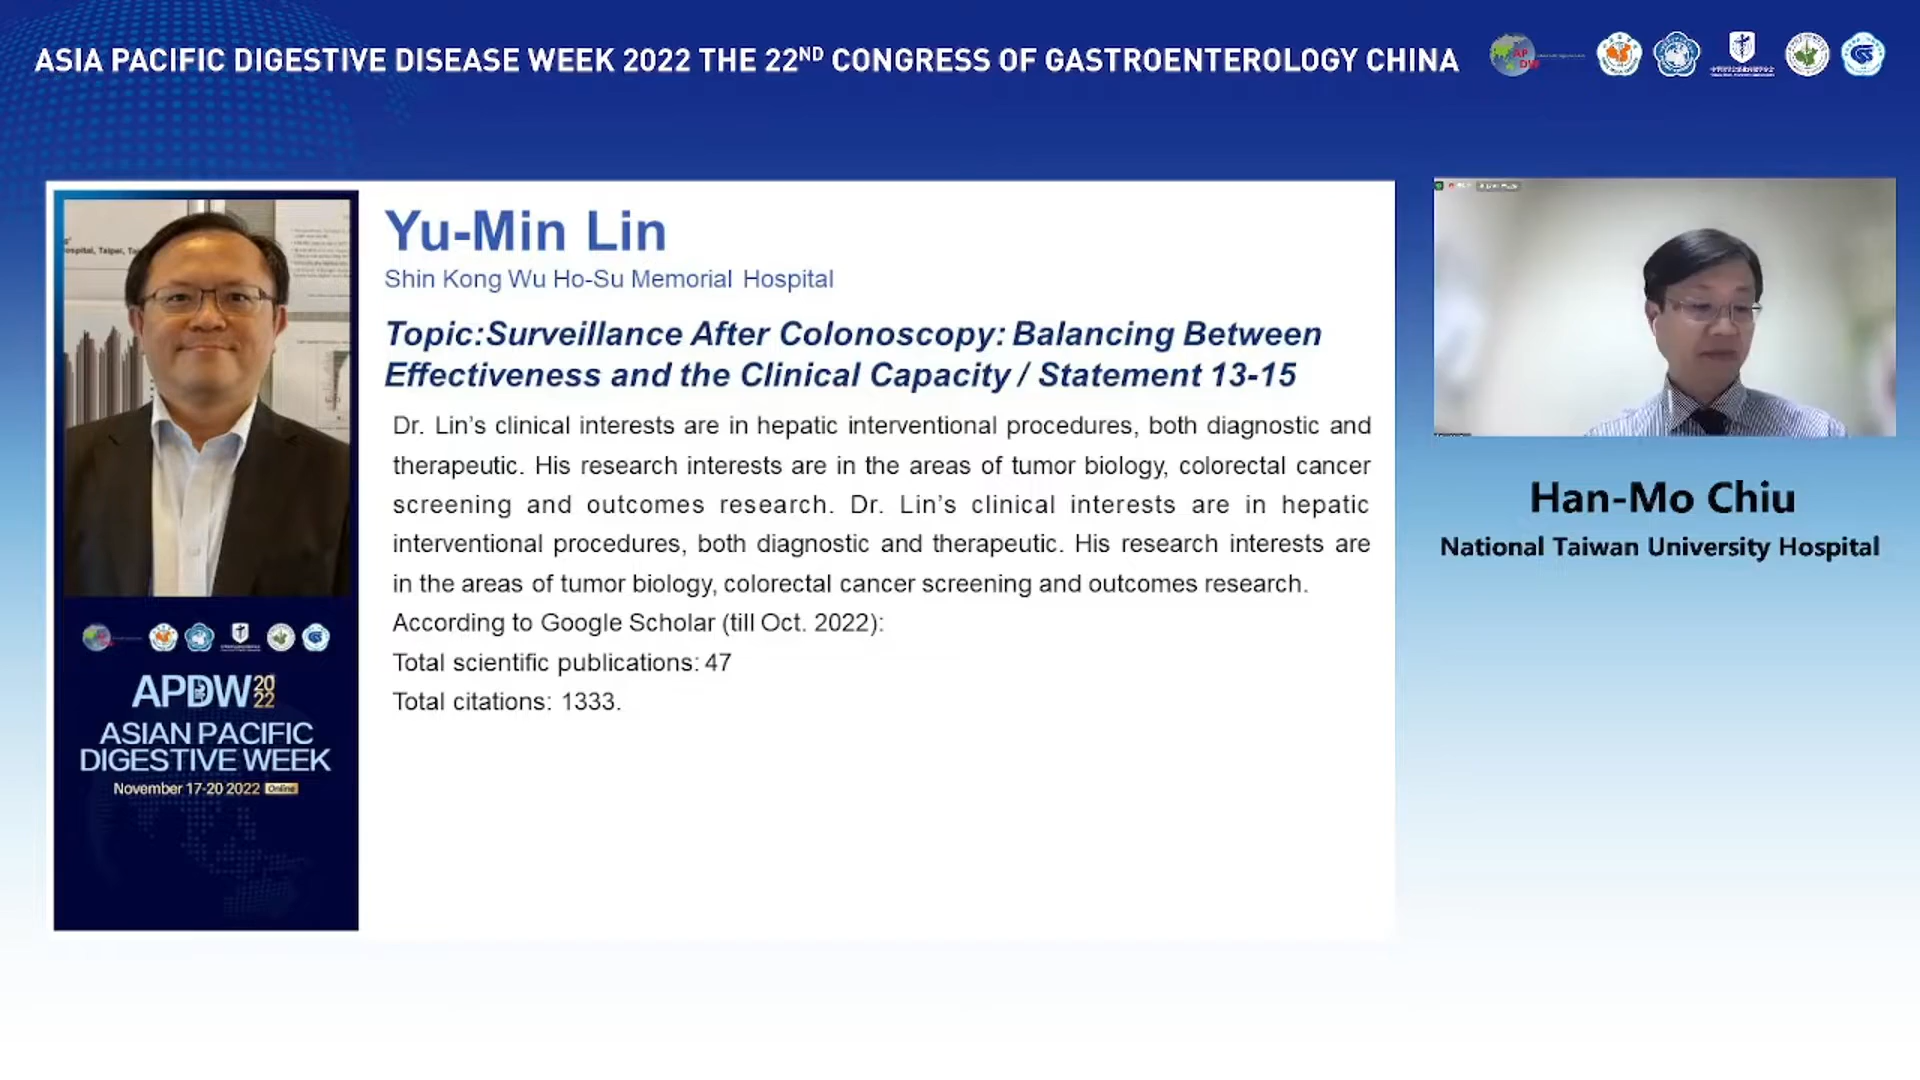 ASIA PACIFIC DIGESTIVE DISEASE WEEK 2022 THE 22ND CONGRESS OF GASTROENTEROLOGY CHINA
Yu-Min Lin
Shin Kong Wu Ho-Su Memorial Hospital
Topic:Surveillance After Colonoscopy: Balancing Between
Effectiveness and the Clinical Capacity / Statement 13-15
Dr. Lin’s clinical interests are in hepatic interventional procedures, both diagnostic and
therapeutic. His research interests are in the areas of tumor biology, colorectal cancer
screening and outcomes research. Dr. Lin’s clinical interests are in hepatic
interventional procedures, both diagnostic and therapeutic. His research interests are
in the areas of tumor biology, colorectal cancer screening and outcomes research.
According to Google Scholar (till Oct. 2022):
Total scientific publications: 47
Total citations: 1333.
APDW 2022
ASIAN PACIFIC
DIGESTIVE WEEK
November 17-20 2022 Online
Han-Mo Chiu
National Taiwan University Hospital